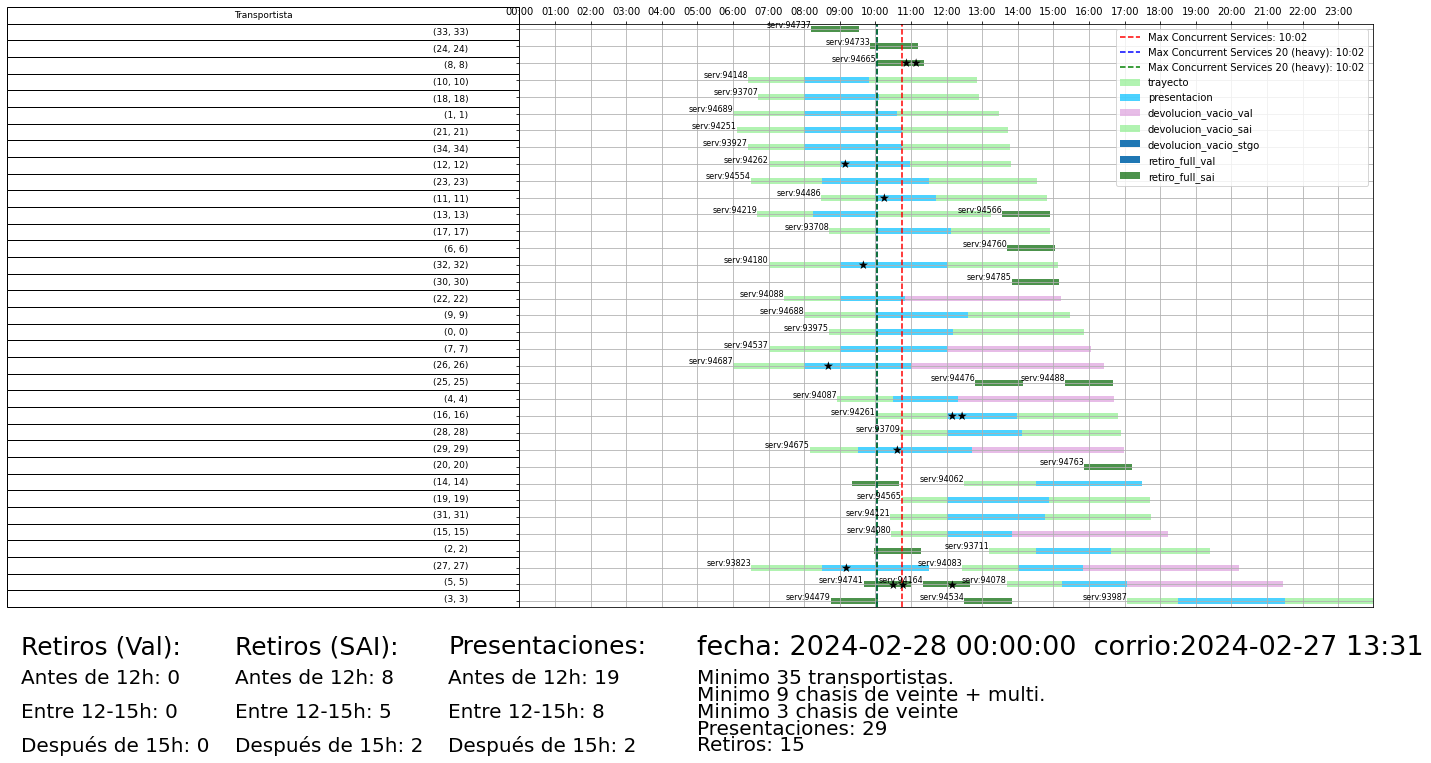 Transportista
00:00 01:00 02:00 03:00 04:00 05:00 06:00 07:00 08:00 09:00 10:00 11:00 12:00 13:00 14:00 15:00 16:00 17:00 18:00 19:00 20:00 21:00 22:00 23:00
(33, 33) serv:94737
(24, 24) serv:94733
(8, 8) serv:94665
(10, 10) serv:94148
(18, 18) serv:93707
(1, 1) serv:94689
(21, 21) serv:94251
(34, 34) serv:93927
(12, 12) serv:94262
(23, 23) serv:94554
(11, 11) serv:94486
(13, 13) serv:94219 serv:94566
(17, 17) serv:93708
(6, 6) serv:94760
(32, 32) serv:94180
(30, 30) serv:94785
(22, 22) serv:94088
(9, 9) serv:94688
(0, 0) serv:93975
(7, 7) serv:94537
(26, 26) serv:94687
(25, 25) serv:94476 serv:94488
(4, 4) serv:94087
(16, 16) serv:94261
(28, 28) serv:93709
(29, 29) serv:94675
(20, 20) serv:94763
(14, 14) serv:94062
(19, 19) serv:94565
(31, 31) serv:94121
(15, 15) serv:94080
(2, 2) serv:93711
(27, 27) serv:93823 serv:94083
(5, 5) serv:94741 serv:94164 serv:94078
(3, 3) serv:94479 serv:94534 serv:93987
Max Concurrent Services: 10:02
Max Concurrent Services 20 (heavy): 10:02
Max Concurrent Services 20 (heavy): 10:02
trayecto
presentacion
devolucion_vacio_val
devolucion_vacio_sai
devolucion_vacio_stgo
retiro_full_val
retiro_full_sai
Retiros (Val):
Antes de 12h: 0
Entre 12-15h: 0
Después de 15h: 0
Retiros (SAI):
Antes de 12h: 8
Entre 12-15h: 5
Después de 15h: 2
Presentaciones:
Antes de 12h: 19
Entre 12-15h: 8
Después de 15h: 2
fecha: 2024-02-28 00:00:00 corrio:2024-02-27 13:31
Minimo 35 transportistas.
Minimo 9 chasis de veinte + multi.
Minimo 3 chasis de veinte
Presentaciones: 29
Retiros: 15